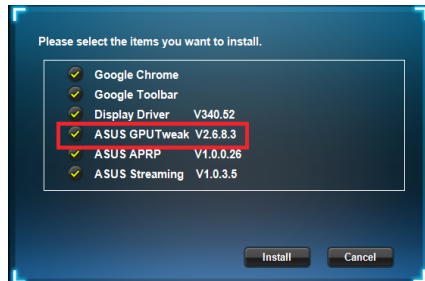 Please select the items you want to install.
Google Chrome
Google Toolbar
Display Driver V340.52
ASUS GPUTweak V2.6.8.3
ASUS APRP V1.0.0.26
ASUS Streaming V1.0.3.5
Install Cancel